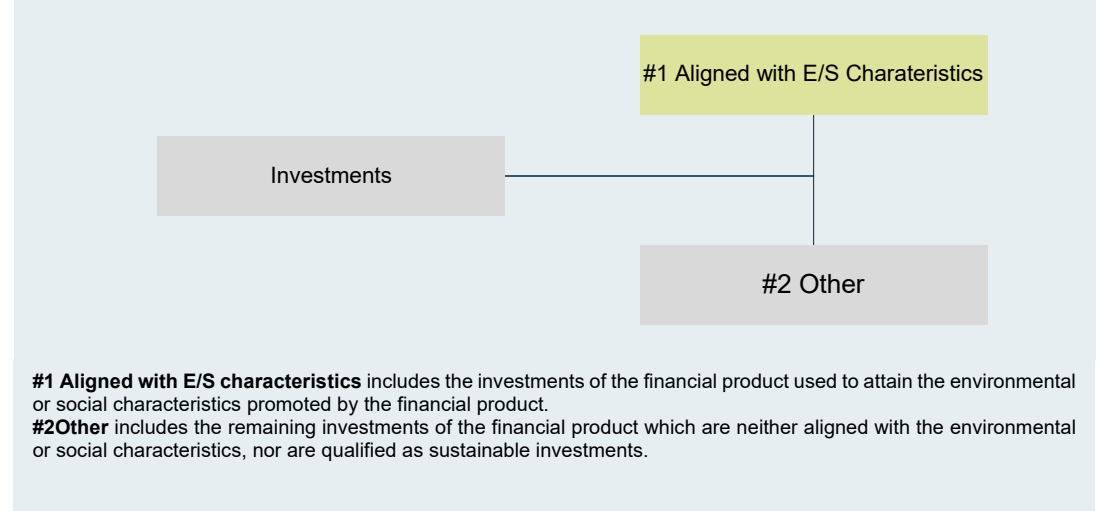 #1 Aligned with E/S Charateristics
Investments
#2 Other
#1 Aligned with E/S characteristics includes the investments of the financial product used to attain the environmental
or social characteristics promoted by the financial product.
#2Other includes the remaining investments of the financial product which are neither aligned with the environmental
or social characteristics, nor are qualified as sustainable investments.